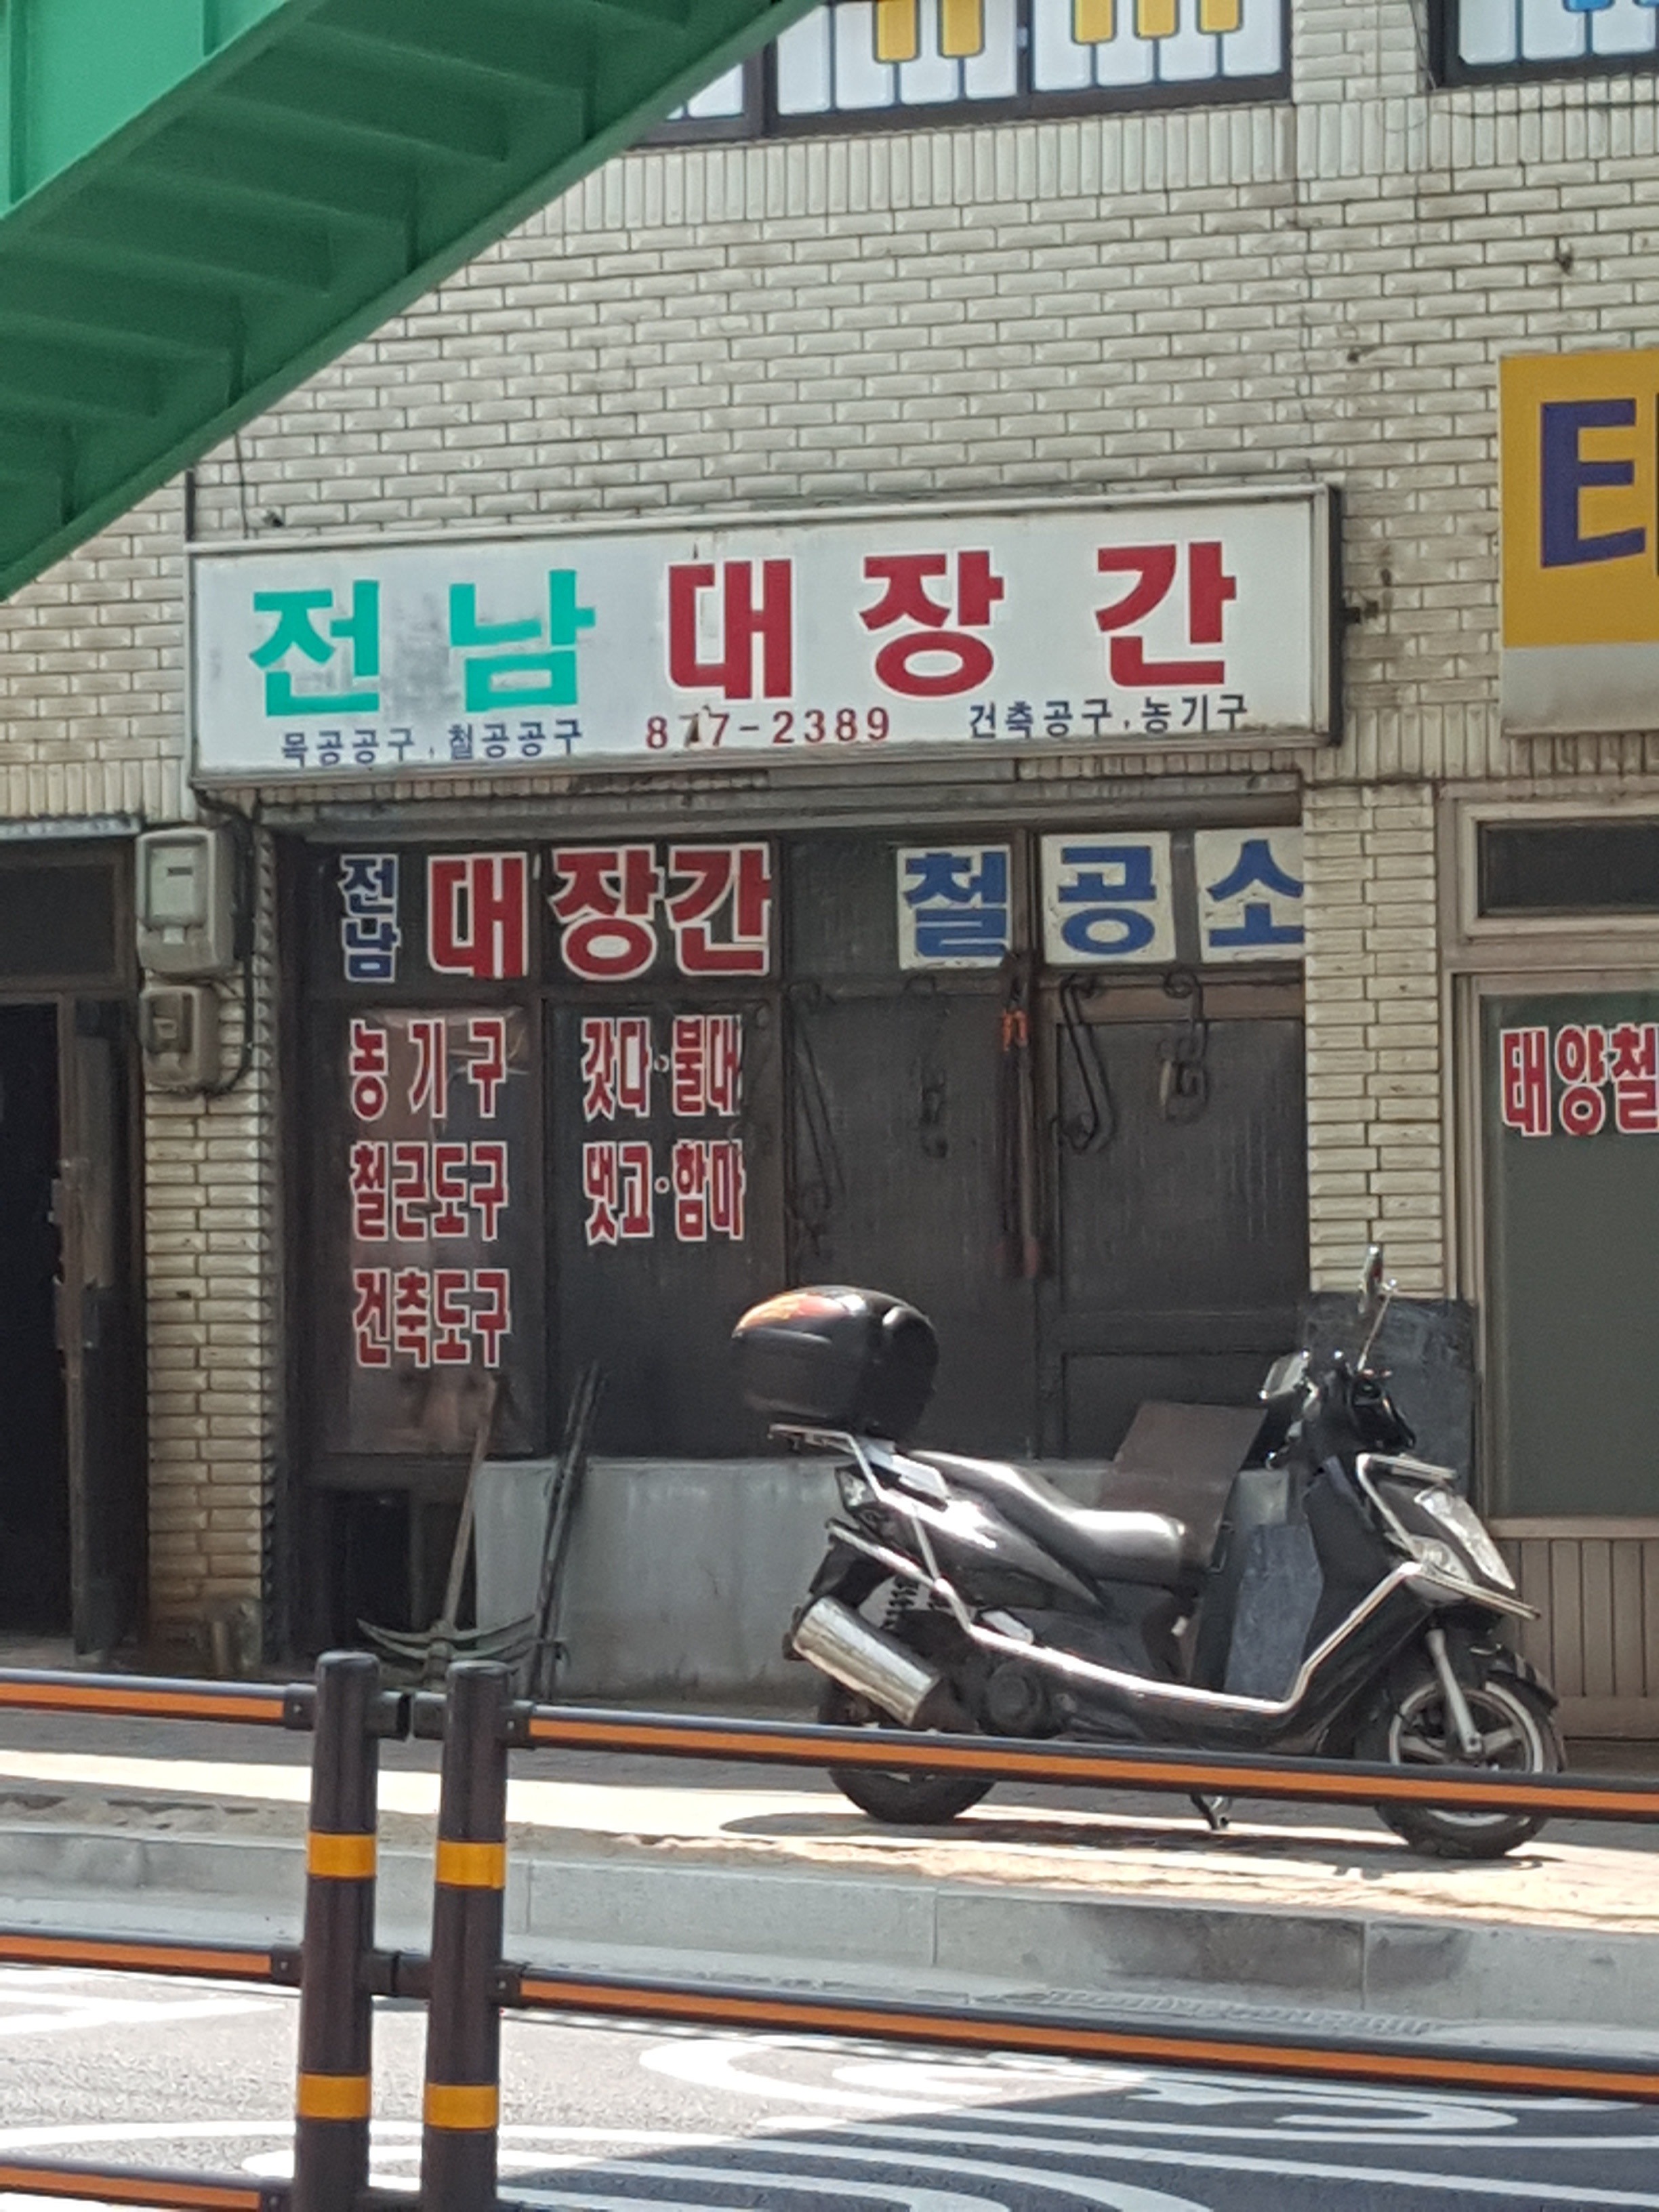 전남대장간
목공공구, 철공공구 877-2389 건축공구, 농기구
전남 대장간 철공소
농기구 갓다·물대
철근도구 멧고·함마
건축도구
태양철